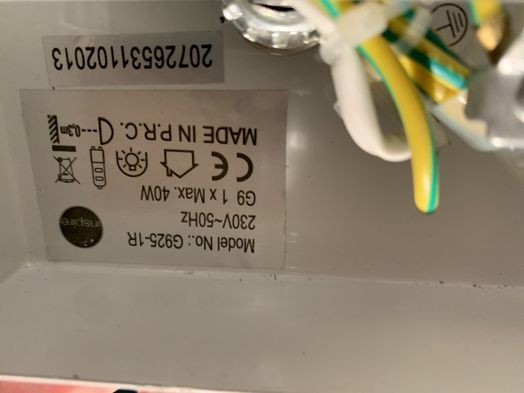 inspire
Model No.: G925-1R
230V~50Hz
G9 1 x Max. 40W
CE
0,3m
MADE IN P.R.C.
20726531102013